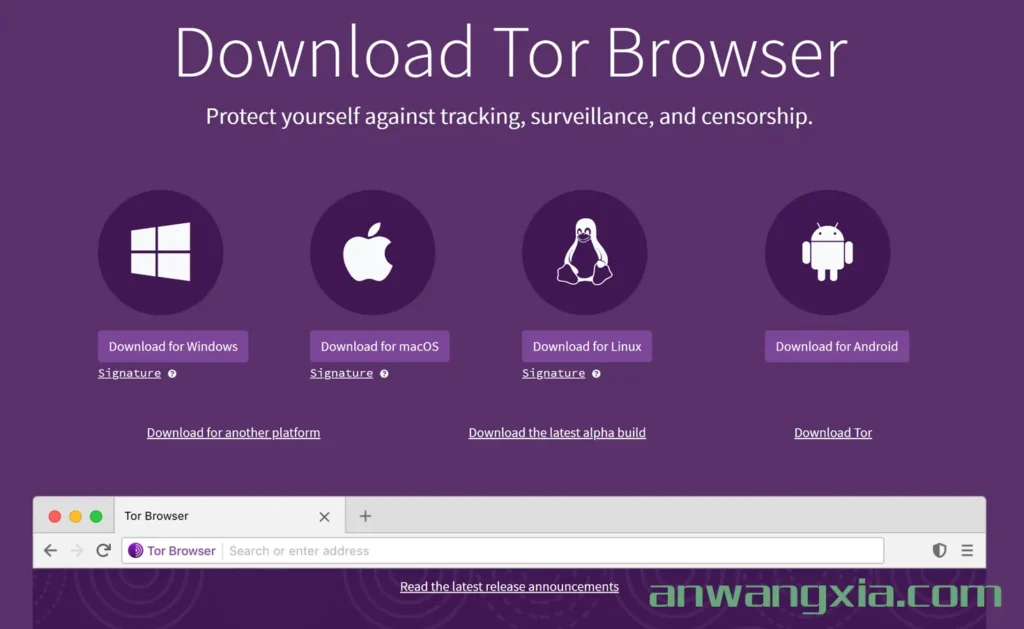 Download Tor Browser
Protect yourself against tracking, surveillance, and censorship.
Download for Windows
Download for macOS
Download for Linux
Download for Android
Signature ?
Signature ?
Signature ?
Download for another platform
Download the latest alpha build
Download Tor
Tor Browser
Tor Browser
Search or enter address
Read the latest release announcements
anwangxia.com